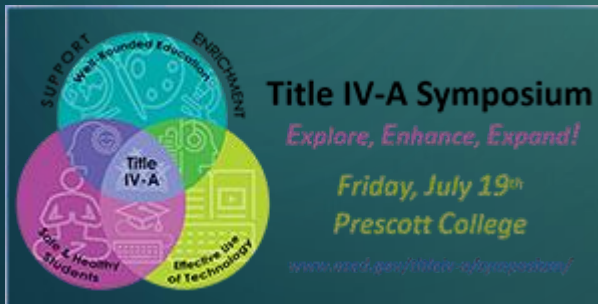 SUPPORT
ENRICHMENT
Well-Rounded Education
Title
IV-A
Safe & Healthy
Students
Effective Use
of Technology
Title IV-A Symposium
Explore, Enhance, Expand!
Friday, July 19th
Prescott College